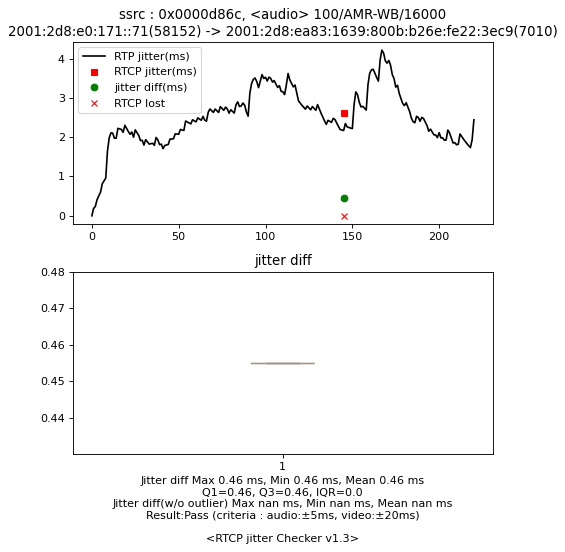 ssrc : 0x0000d86c, <audio> 100/AMR-WB/16000
2001:2d8:e0:171::71(58152) -> 2001:2d8:ea83:1639:800b:b26e:fe22:3ec9(7010)
RTP jitter(ms)
RTCP jitter(ms)
jitter diff(ms)
RTCP lost
4
3
2
1
0
0
50
100
150
200
jitter diff
0.48
0.47
0.46
0.45
0.44
1
Jitter diff Max 0.46 ms, Min 0.46 ms, Mean 0.46 ms
Q1=0.46, Q3=0.46, IQR=0.0
Jitter diff(w/o outlier) Max nan ms, Min nan ms, Mean nan ms
Result:Pass (criteria : audio:±5ms, video:±20ms)
<RTCP jitter Checker v1.3>